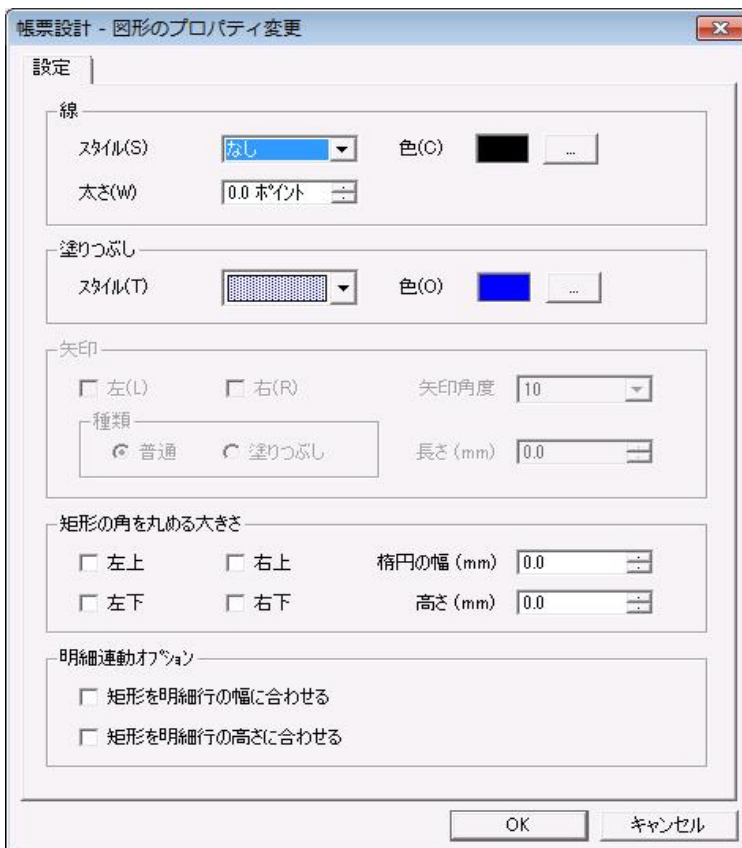 帳票設計 - 図形のプロパティ変更
設定
線
ｽﾀｲﾙ(S) なし 色(C) ...
太さ(W) 0.0 ﾎﾟｲﾝﾄ
塗りつぶし
ｽﾀｲﾙ(T) 色(O) ...
矢印
左(L) 右(R) 矢印角度 10
種類
普通 塗りつぶし 長さ(mm) 0.0
矩形の角を丸める大きさ
左上 右上 楕円の幅(mm) 0.0
左下 右下 高さ(mm) 0.0
明細連動ｵﾌﾟｼｮﾝ
矩形を明細行の幅に合わせる
矩形を明細行の高さに合わせる
OK キャンセル